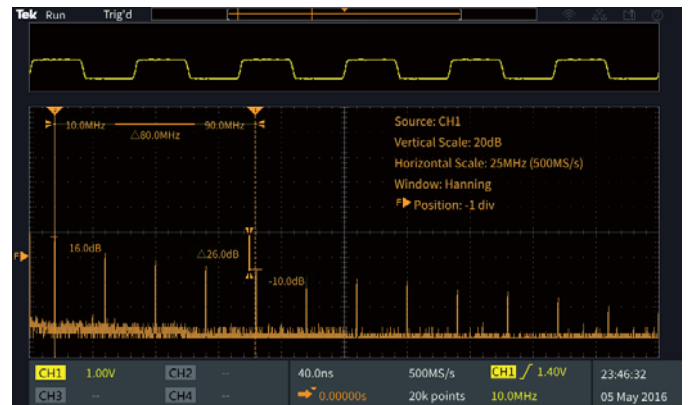 Tek Run Trig'd
10.0MHz 90.0MHz
△80.0MHz
Source: CH1
Vertical Scale: 20dB
Horizontal Scale: 25MHz (500MS/s)
Window: Hanning
F Position: -1 div
16.0dB
△26.0dB
-10.0dB
F
CH1 1.00V CH2 -- 40.0ns 500MS/s CH1 1.40V 23:46:32
CH3 -- CH4 -- 0.00000s 20k points 10.0MHz 05 May 2016